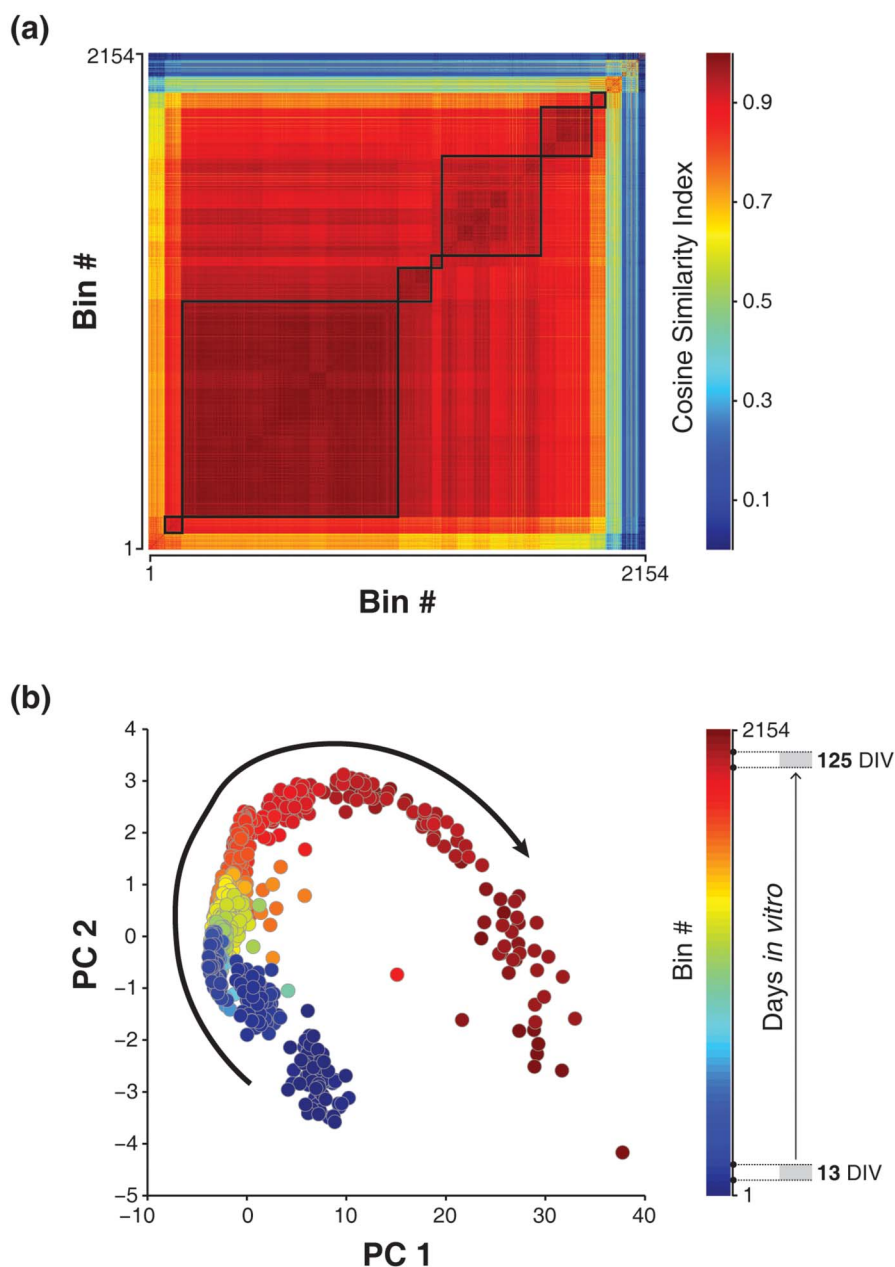 (a)
2154
Bin #
1
1
2154
Bin #
Cosine Similarity Index
0.9
0.7
0.5
0.3
0.1
(b)
4
3
2
1
0
−1
−2
−3
−4
−5
PC 2
−10
0
10
20
30
40
PC 1
Bin #
2154
125 DIV
Days in vitro
13 DIV
1